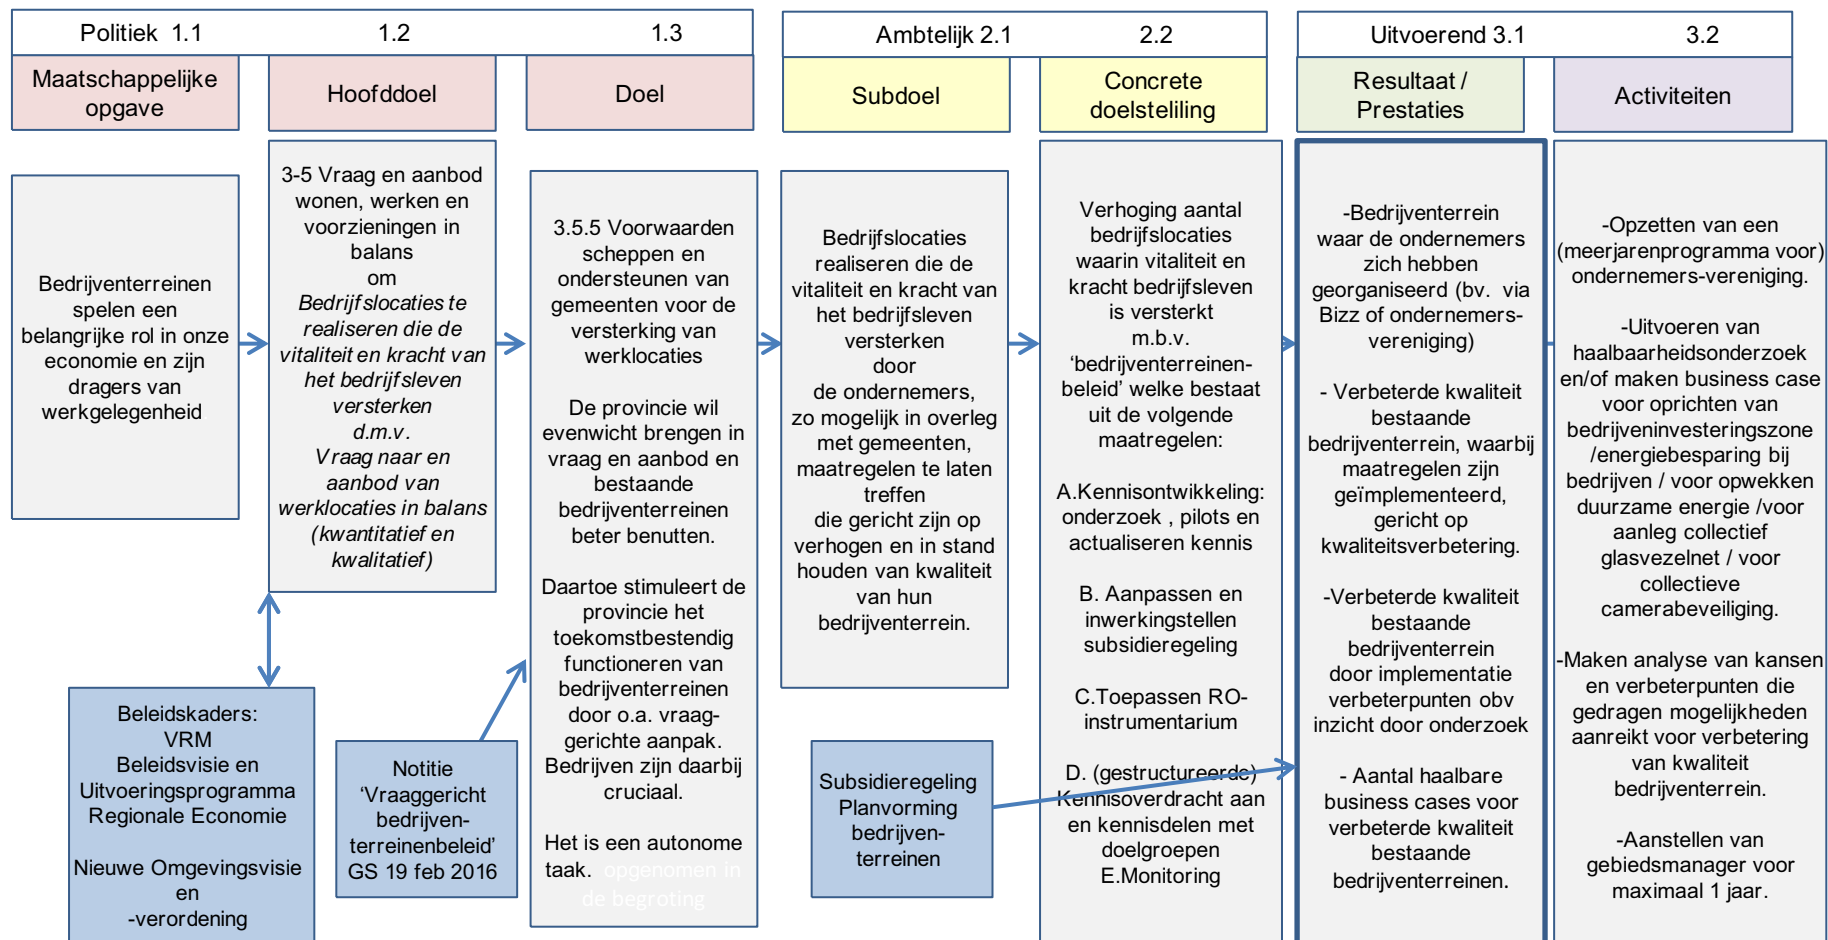 Politiek 1.1 1.2 1.3
Ambtelijk 2.1 2.2
Uitvoerend 3.1 3.2
Maatschappelijke
opgave
Hoofddoel
Doel
Subdoel
Concrete
doelsteliling
Resultaat /
Prestaties
Activiteiten
Bedrijventerreinen
spelen een
belangrijke rol in onze
economie en zijn
dragers van
werkgelegenheid
3-5 Vraag en aanbod
wonen, werken en
voorzieningen in
balans
om
Bedrijfslocaties te
realiseren die de
vitaliteit en kracht van
het bedrijfsleven
versterken
d.m.v.
Vraag naar en
aanbod van
werklocaties in balans
(kwantitatief en
kwalitatief)
3.5.5 Voorwaarden
scheppen en
ondersteunen van
gemeenten voor de
versterking van
werklocaties
De provincie wil
evenwicht brengen in
vraag en aanbod en
bestaande
bedrijventerreinen
beter benutten.
Daartoe stimuleert de
provincie het
toekomstbestendig
functioneren van
bedrijventerreinen
door o.a. vraag-
gerichte aanpak.
Bedrijven zijn daarbij
cruciaal.
Het is een autonome
taak. opgenomen in
de begroting
Bedrijfslocaties
realiseren die de
vitaliteit en kracht van
het bedrijfsleven
versterken
door
de ondernemers,
zo mogelijk in overleg
met gemeenten,
maatregelen te laten
treffen
die gericht zijn op
verhogen en in stand
houden van kwaliteit
van hun
bedrijventerrein.
Verhoging aantal
bedrijfslocaties
waarin vitaliteit en
kracht bedrijfsleven
is versterkt
m.b.v.
‘bedrijventerreinen-
beleid’ welke bestaat
uit de volgende
maatregelen:
A.Kennisontwikkeling:
onderzoek , pilots en
actualiseren kennis
B. Aanpassen en
inwerkingstellen
subsidieregeling
C.Toepassen RO-
instrumentarium
D. (gestructureerde)
Kennisoverdracht aan
en kennisdelen met
doelgroepen
E.Monitoring
-Bedrijventerrein
waar de ondernemers
zich hebben
georganiseerd (bv. via
Bizz of ondernemers-
vereniging)
- Verbeterde kwaliteit
bestaande
bedrijventerrein, waarbij
maatregelen zijn
geïmplementeerd,
gericht op
kwaliteitsverbetering.
-Verbeterde kwaliteit
bestaande
bedrijventerrein
door implementatie
verbeterpunten obv
inzicht door onderzoek
- Aantal haalbare
business cases voor
verbeterde kwaliteit
bestaande
bedrijventerreinen.
-Opzetten van een
(meerjarenprogramma voor)
ondernemers-vereniging.
-Uitvoeren van
haalbaarheidsonderzoek
en/of maken business case
voor oprichten van
bedrijveninvesteringszone
/energiebesparing bij
bedrijven / voor opwekken
duurzame energie /voor
aanleg collectief
glasvezelnet / voor
collectieve
camerabeveiliging.
-Maken analyse van kansen
en verbeterpunten die
gedragen mogelijkheden
aanreikt voor verbetering
van kwaliteit
bedrijventerrein.
-Aanstellen van
gebiedsmanager voor
maximaal 1 jaar.
Beleidskaders:
VRM
Beleidsvisie en
Uitvoeringsprogramma
Regionale Economie
Nieuwe Omgevingsvisie
en
-verordening
Notitie
‘Vraaggericht
bedrijven-
terreinenbeleid’
GS 19 feb 2016
Subsidieregeling
Planvorming
bedrijven-
terreinen